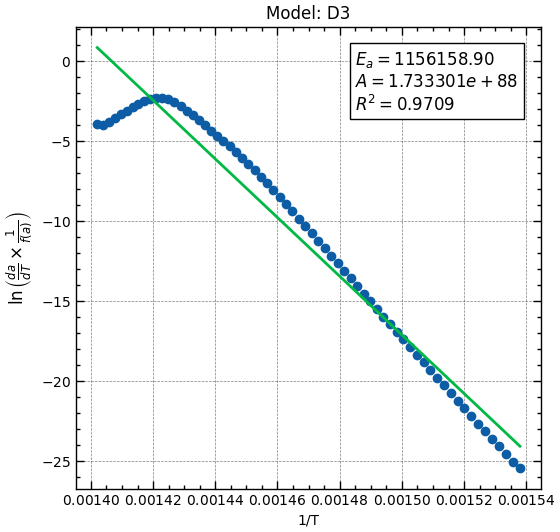 Model: D3
E_a = 1156158.90
A = 1.733301e + 88
R^2 = 0.9709
0
−5
−10
−15
−20
−25
ln (da/dT × 1/f(a))
0.00140 0.00142 0.00144 0.00146 0.00148 0.00150 0.00152 0.00154
1/T